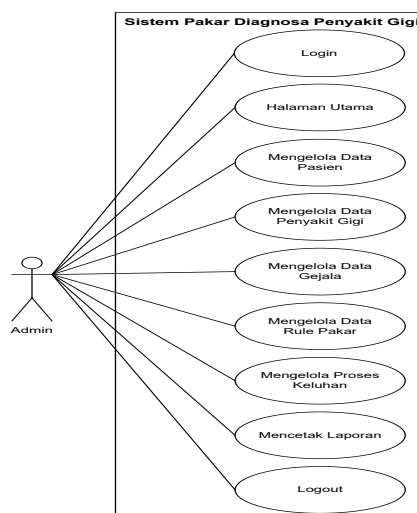 Sistem Pakar Diagnosa Penyakit Gigi
Login
Halaman Utama
Mengelola Data
Pasien
Mengelola Data
Penyakit Gigi
Mengelola Data
Gejala
Mengelola Data
Rule Pakar
Mengelola Proses
Keluhan
Mencetak Laporan
Logout
Admin